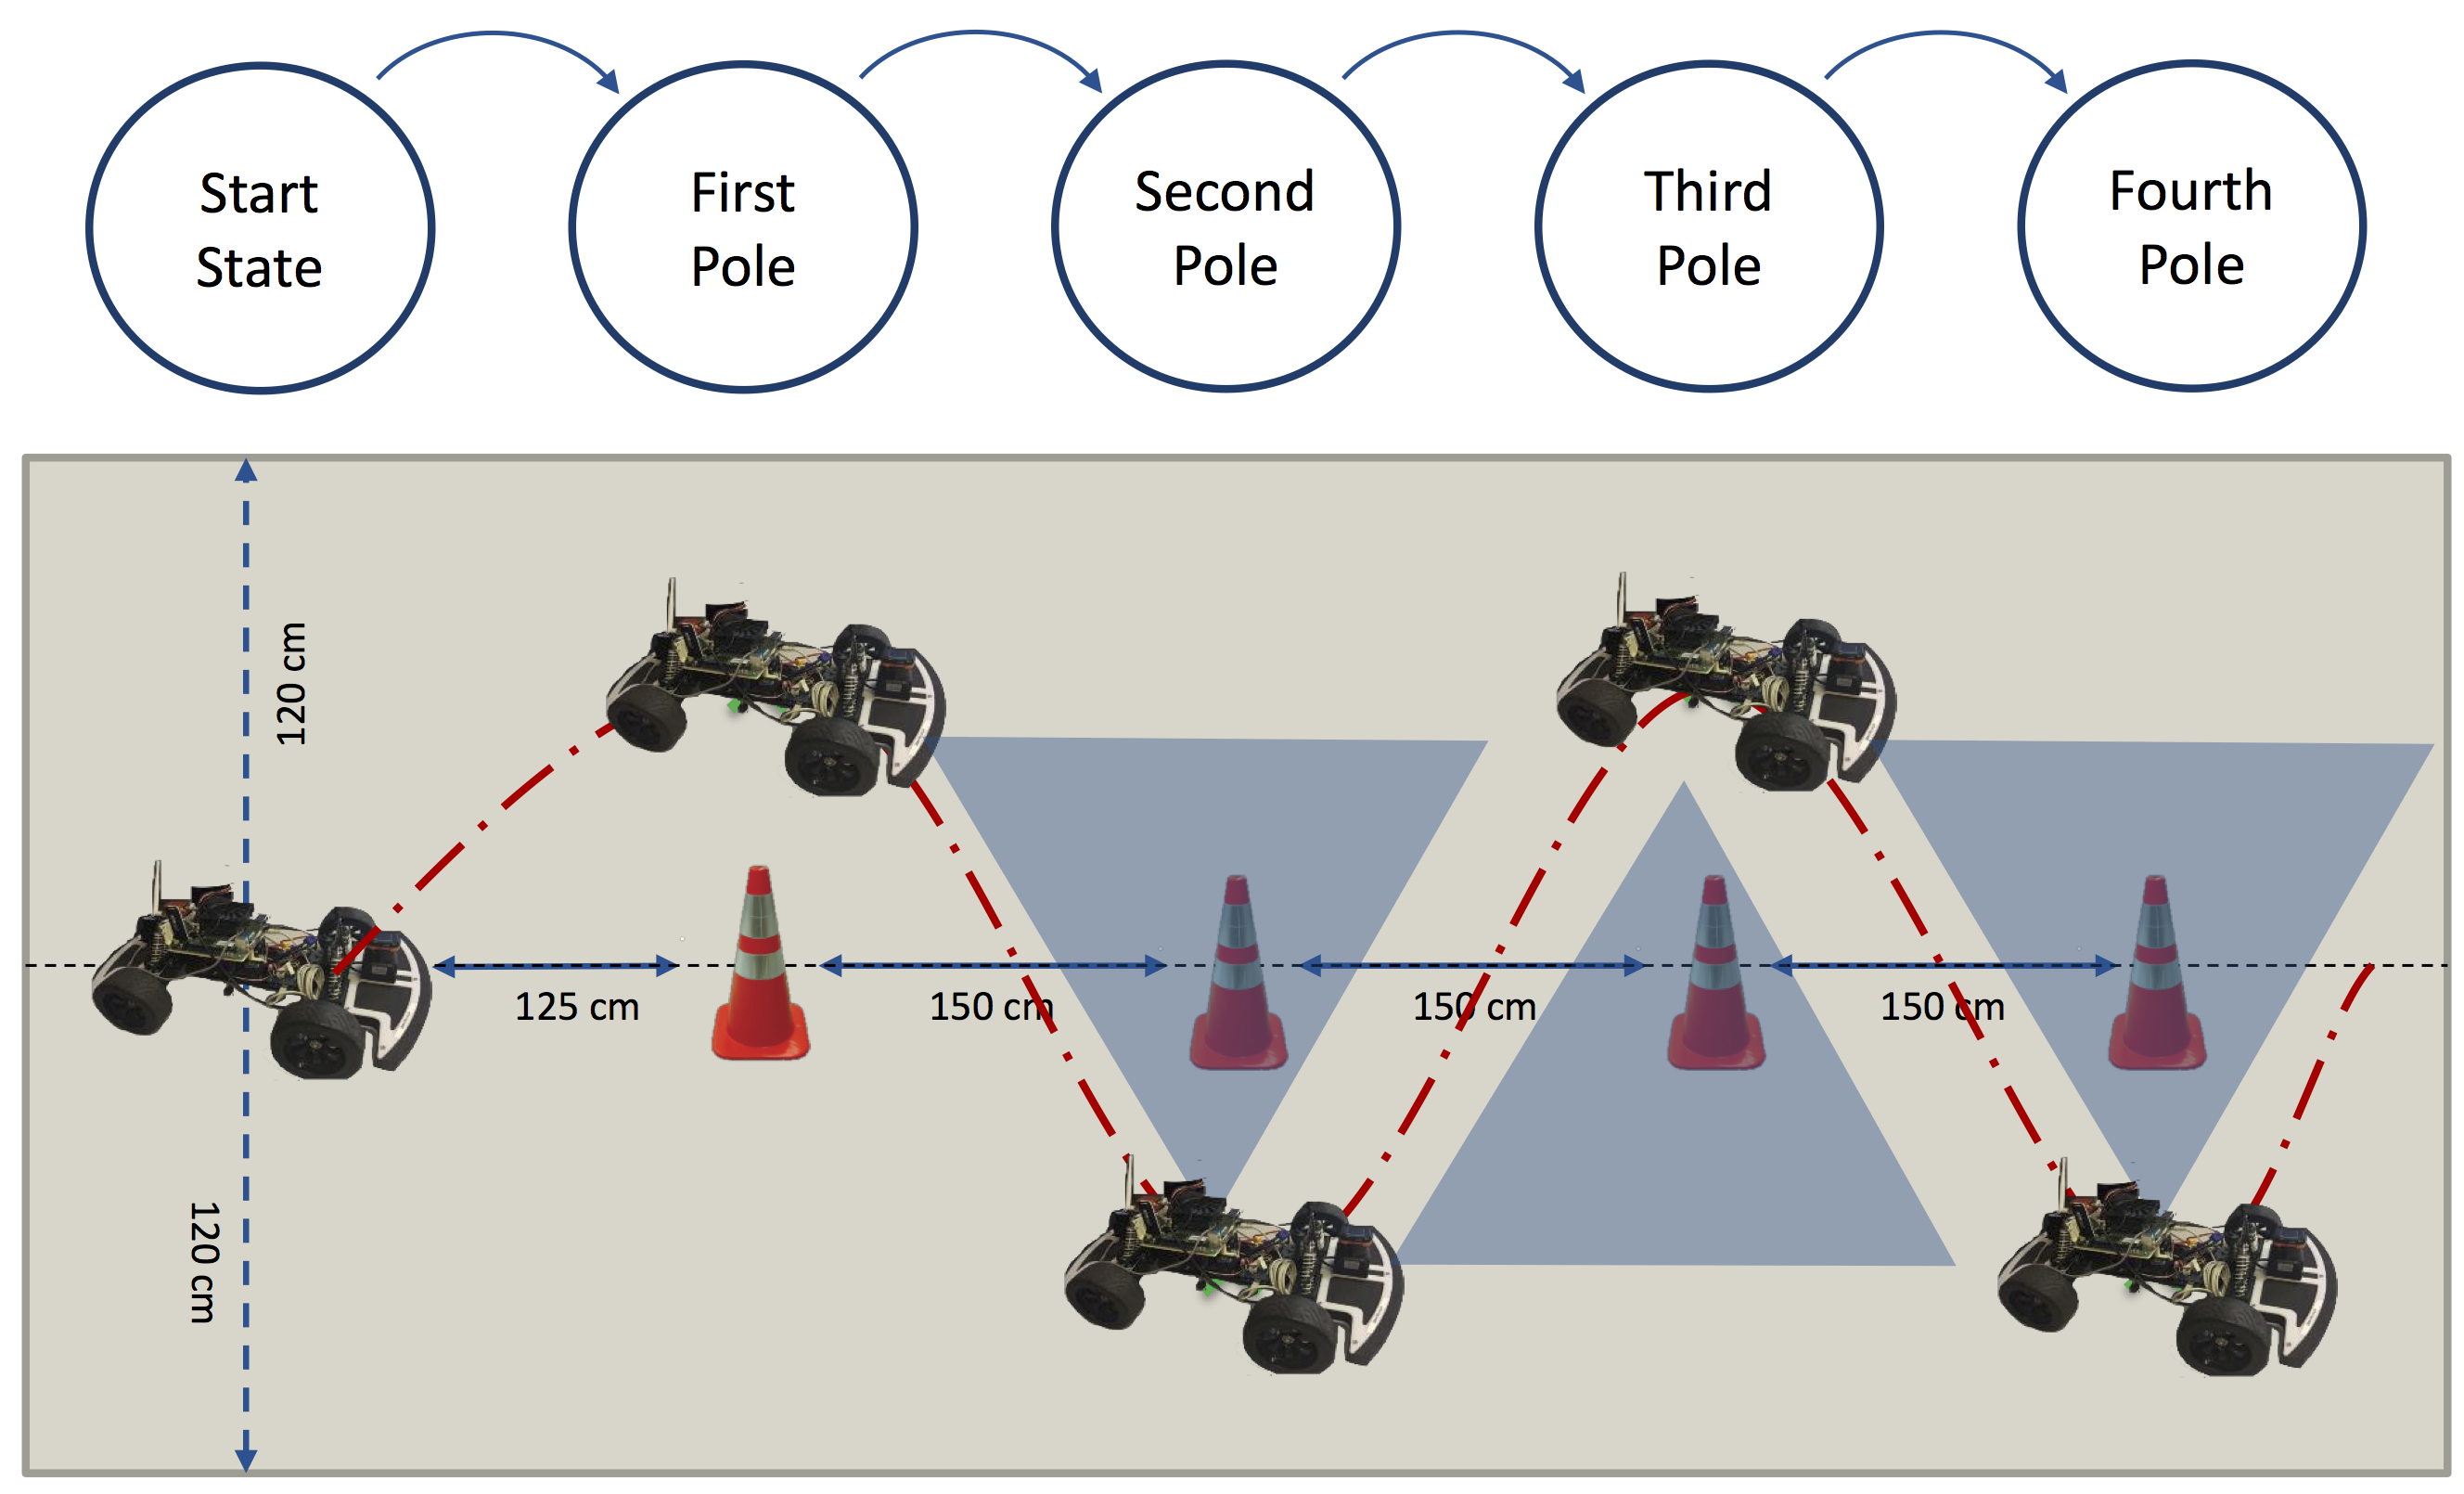 Start
State
First
Pole
Second
Pole
Third
Pole
Fourth
Pole
120 cm
125 cm
150 cm
150 cm
150 cm
120 cm